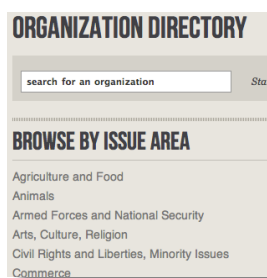 ORGANIZATION DIRECTORY
search for an organization
BROWSE BY ISSUE AREA
Agriculture and Food
Animals
Armed Forces and National Security
Arts, Culture, Religion
Civil Rights and Liberties, Minority Issues
Commerce